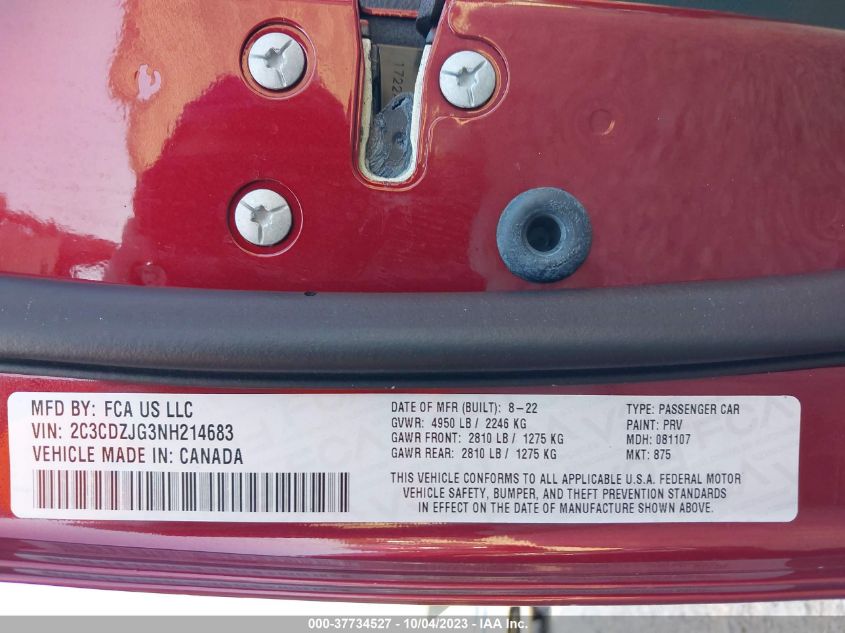 1722
MFD BY: FCA US LLC
VIN: 2C3CDZJG3NH214683
VEHICLE MADE IN: CANADA
DATE OF MFR (BUILT): 8-22
GVWR: 4950 LB / 2246 KG
GAWR FRONT: 2810 LB / 1275 KG
GAWR REAR: 2810 LB / 1275 KG
TYPE: PASSENGER CAR
PAINT: PRV
MDH: 081107
MKT: 875
THIS VEHICLE CONFORMS TO ALL APPLICABLE U.S.A. FEDERAL MOTOR
VEHICLE SAFETY, BUMPER, AND THEFT PREVENTION STANDARDS
IN EFFECT ON THE DATE OF MANUFACTURE SHOWN ABOVE.
108 - 37734527 - 10/04/2023 - IAA Inc.